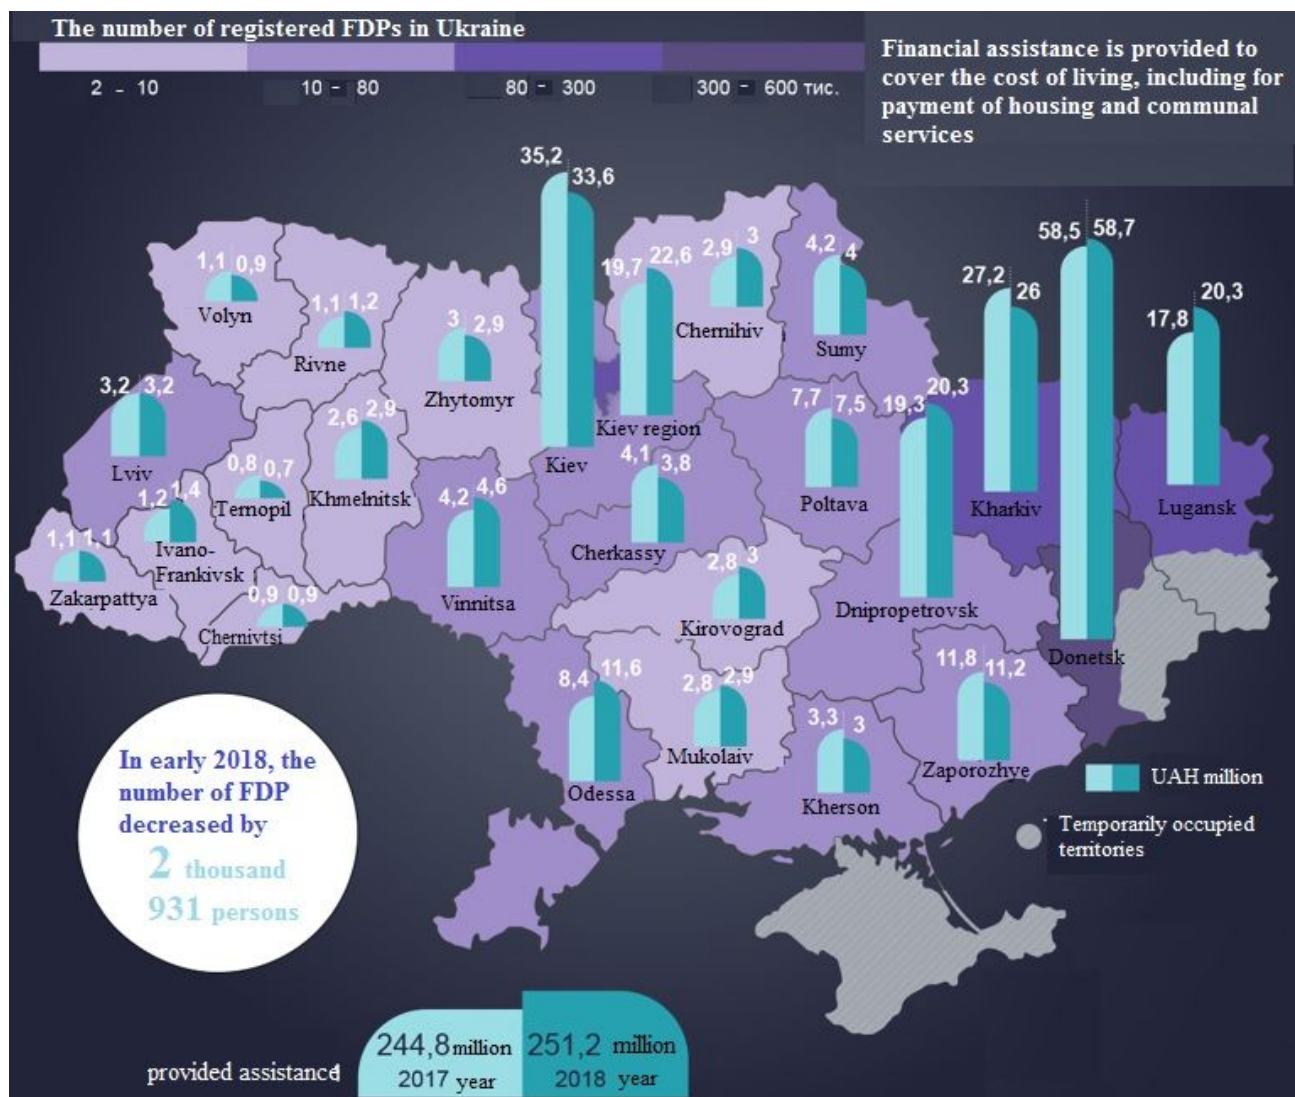 The number of registered FDPs in Ukraine
2 - 10
10 - 80
80 - 300
300 - 600 тис.
Financial assistance is provided to
cover the cost of living, including for
payment of housing and communal
services
35,2
33,6
Kiev
19,7
22,6
Kiev region
2,9
3
Chernihiv
4,2
4
Sumy
58,5
58,7
Donetsk
27,2
26
Kharkiv
17,8
20,3
Lugansk
1,1
0,9
Volyn
1,1
1,2
Rivne
3
2,9
Zhytomyr
3,2
3,2
Lviv
2,6
2,9
Khmelnitsk
0,8
0,7
Ternopil
1,2
1,4
Ivano-
Frankivsk
1,1
1,1
Zakarpattya
0,9
0,9
Chernivtsi
4,2
4,6
Vinnitsa
4,1
3,8
Cherkassy
7,7
7,5
Poltava
19,3
20,3
Dnipropetrovsk
2,8
3
Kirovograd
8,4
11,6
Odessa
2,8
2,9
Mukolaiv
3,3
3
Kherson
11,8
11,2
Zaporozhye
UAH million
Temporarily occupied
territories
In early 2018, the
number of FDP
decreased by
2 thousand
931 persons
provided assistance
244,8 million
2017 year
251,2 million
2018 year